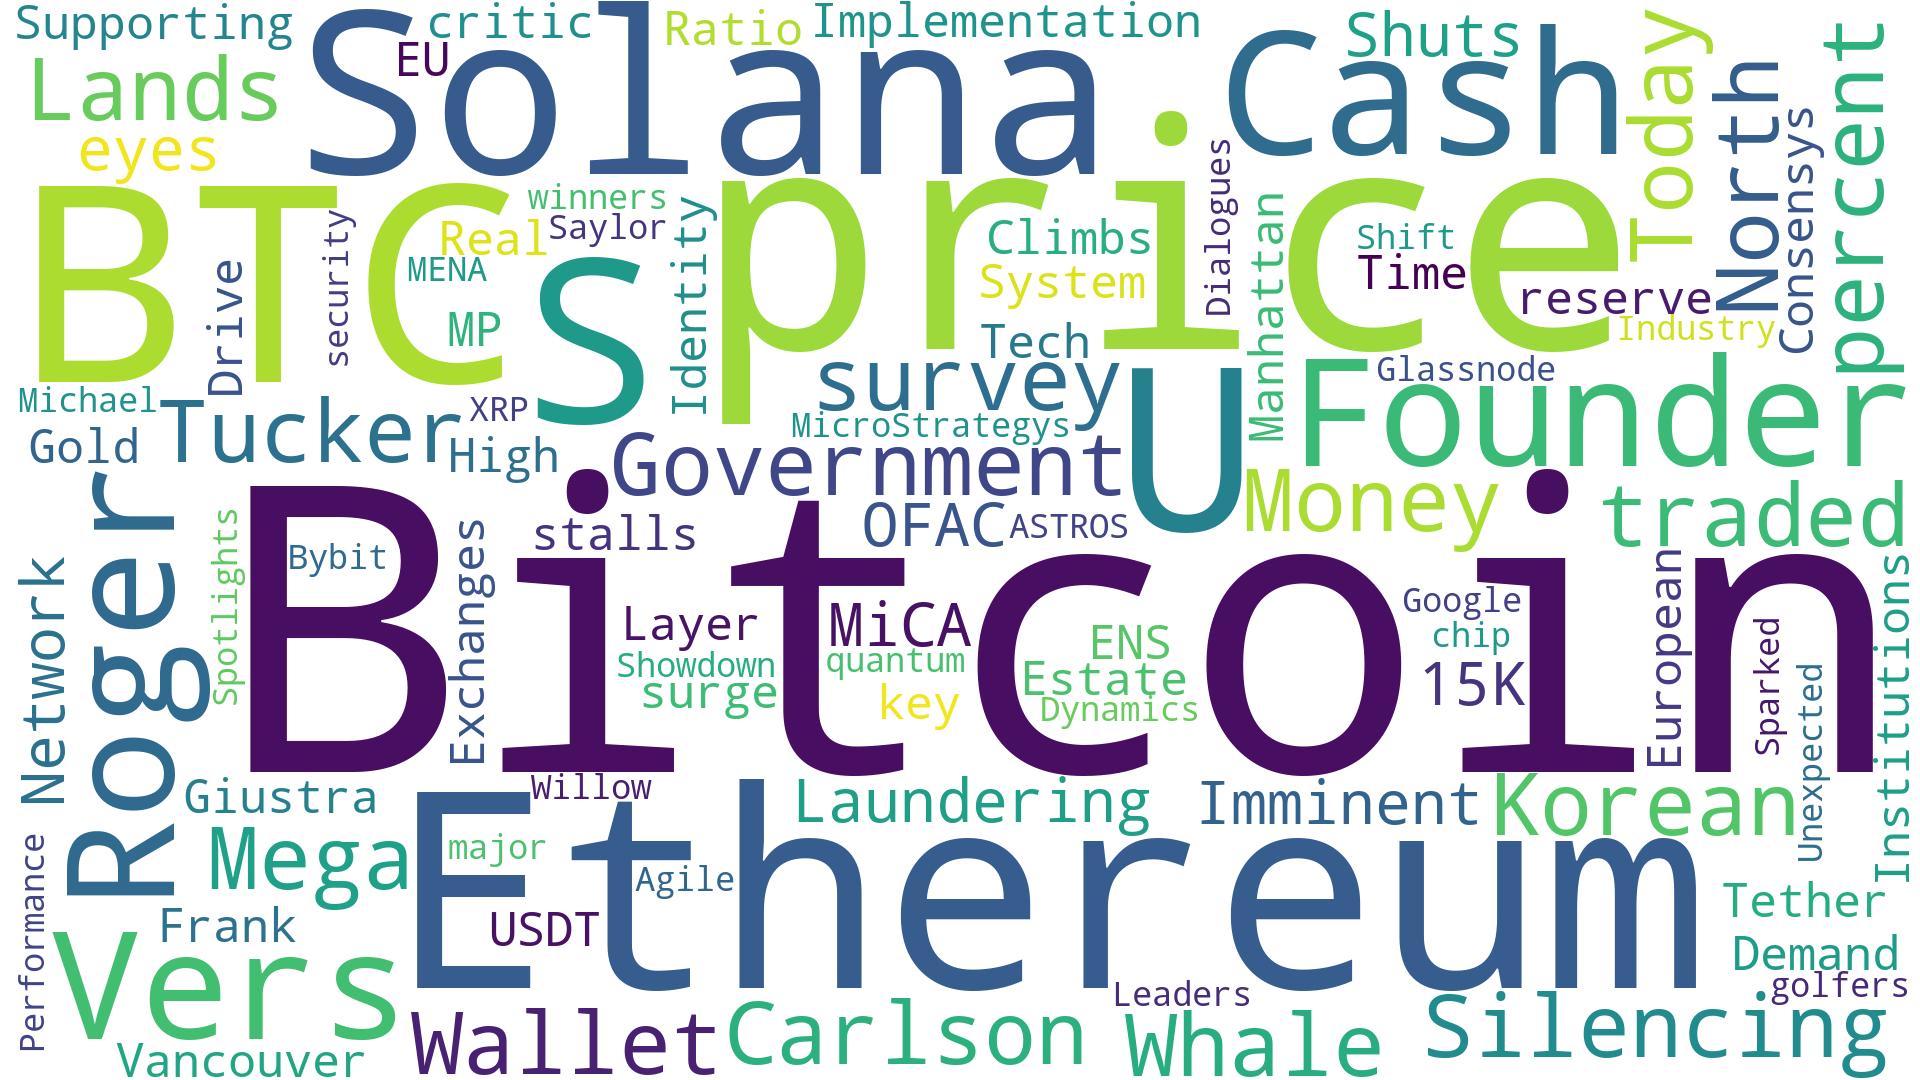 Supporting
critic
Ratio
Implementation
Shuts
EU
Solana
Cash
Today
North
percent
Lands
eyes
BTC
price
winners
Saylor
Real
MENA
MP
Drive
security
S
Identity
Climbs
System
Dialogues
Manhattan
Shift
Time
reserve
Industry
Consensys
Tech
survey
MicroStrategys
Glassnode
U
Founder
Michael
Tucker
XRP
Gold
High
Government
Money
traded
Roger
Network
Spotlights
Bitcoin
Bybit
Exchanges
stalls
OFAC
ASTROS
Layer
MiCA
Showdown
quantum
surge
key
ENS
Estate
Dynamics
Google
chip
15K
European
Sparked
Unexpected
Institutions
Giustra
Willow
Laundering
Imminent
Korean
Mega
Ethereum
major
Agile
USDT
Performance
Frank
Vers
Tether
Demand
golfers
Leaders
Vancouver
Wallet
Carlson
Whale
Silencing